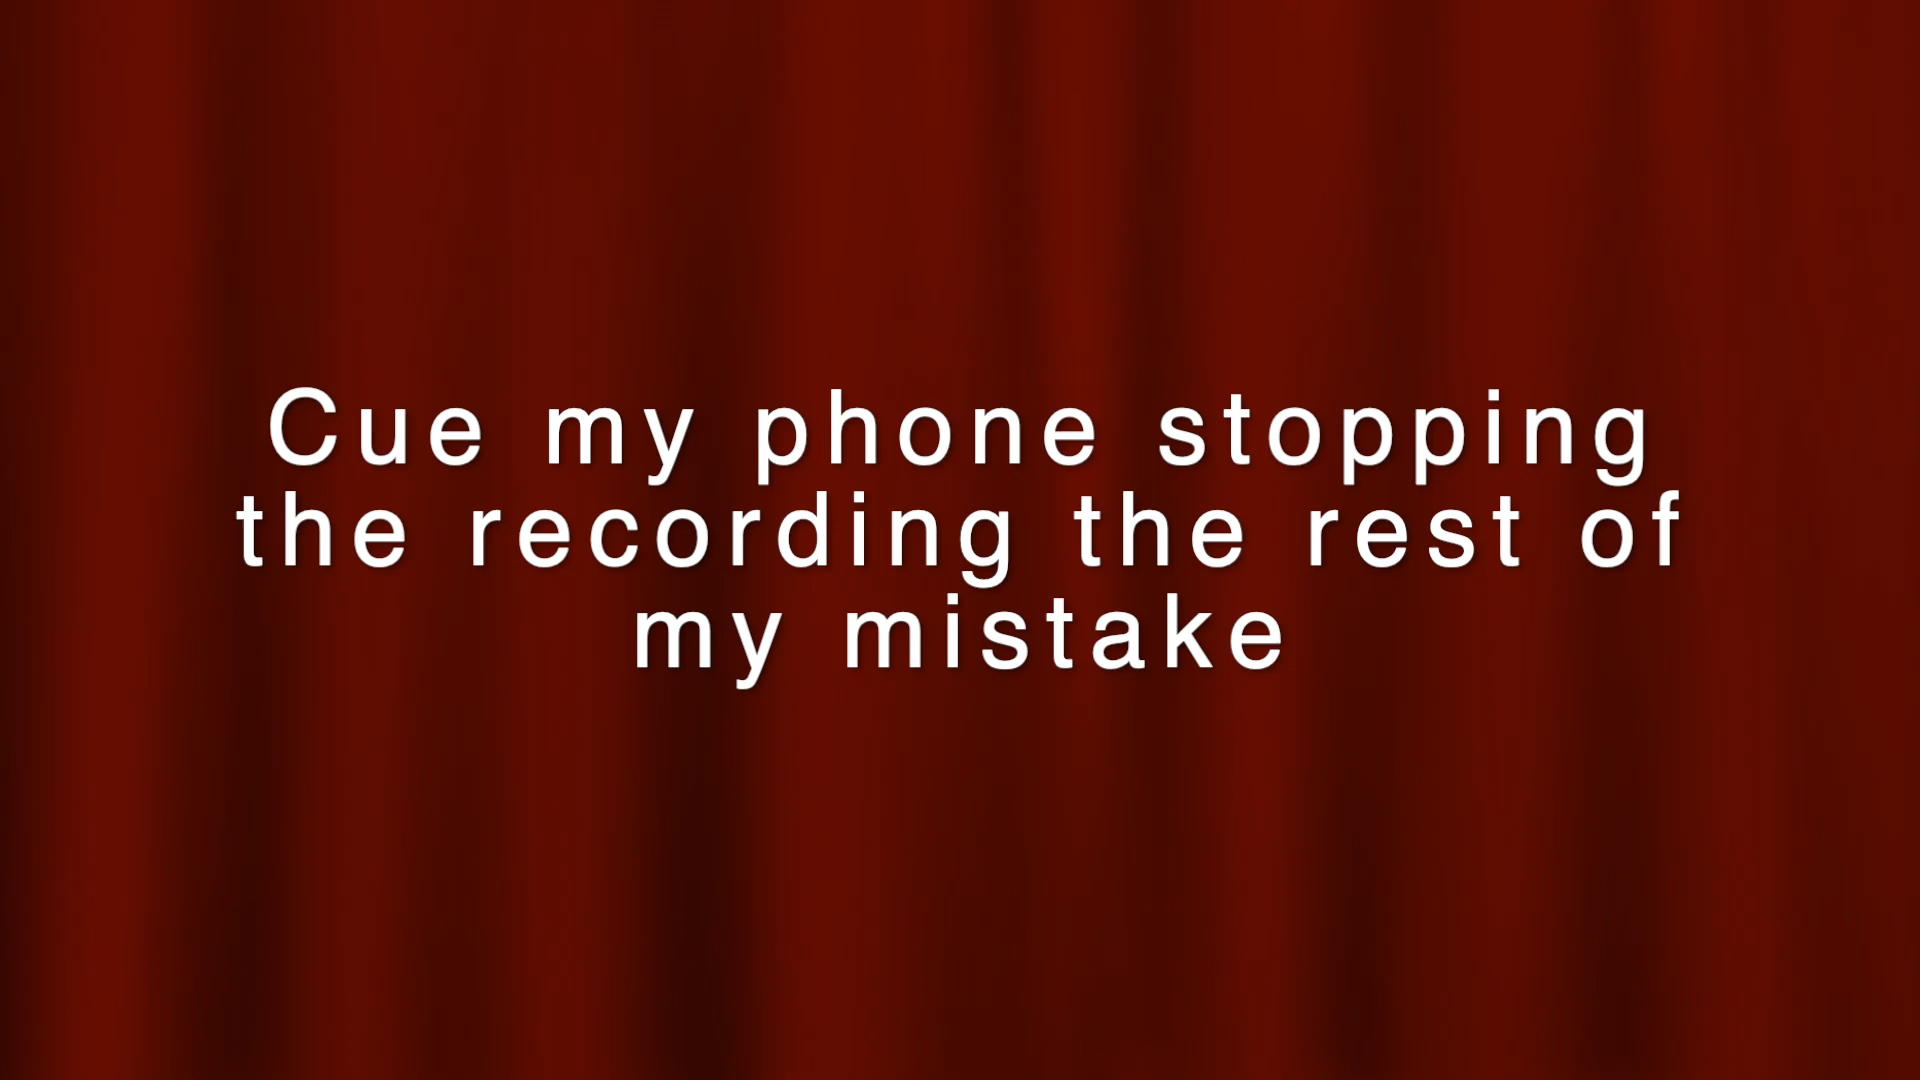 Cue my phone stopping
the recording the rest of
my mistake